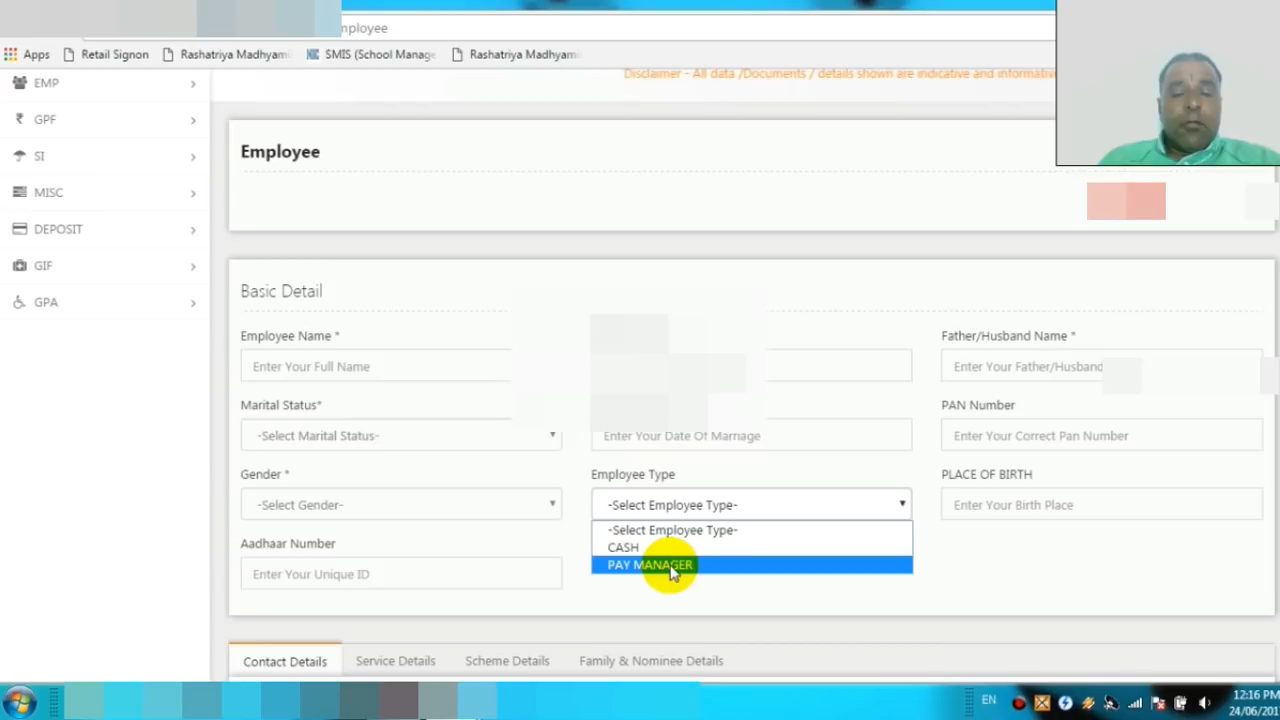 mployee
Apps Retail Signon Rashatriya Madhyam SMIS (School Manage Rashatriya Madhyam
Disclaimer - All data /Documents / details shown are indicative and informativ
EMP
GPF
SI
MISC
DEPOSIT
GIF
GPA
Employee
Basic Detail
Employee Name * Father/Husband Name *
Enter Your Full Name Enter Your Father/Husband
Marital Status* PAN Number
-Select Marital Status- Enter Your Date Of Marriage Enter Your Correct Pan Number
Gender * Employee Type PLACE OF BIRTH
-Select Gender- -Select Employee Type- Enter Your Birth Place
-Select Employee Type-
Aadhaar Number CASH
Enter Your Unique ID PAY MANAGER
Contact Details Service Details Scheme Details Family & Nominee Details
EN 12:16 PM
24/06/201